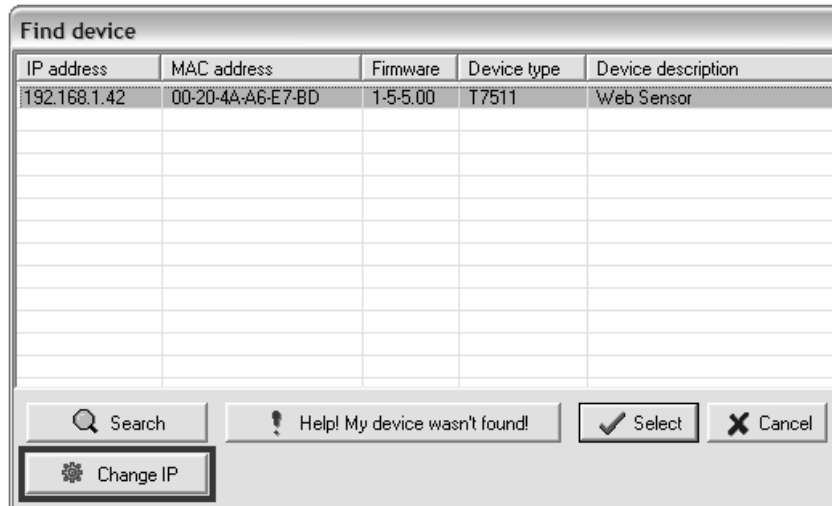 Find device
IP address MAC address Firmware Device type Device description
192.168.1.42 00-20-4A-A6-E7-BD 1-5-5.00 T7511 Web Sensor
Search Help! My device wasn't found! Select Cancel
Change IP